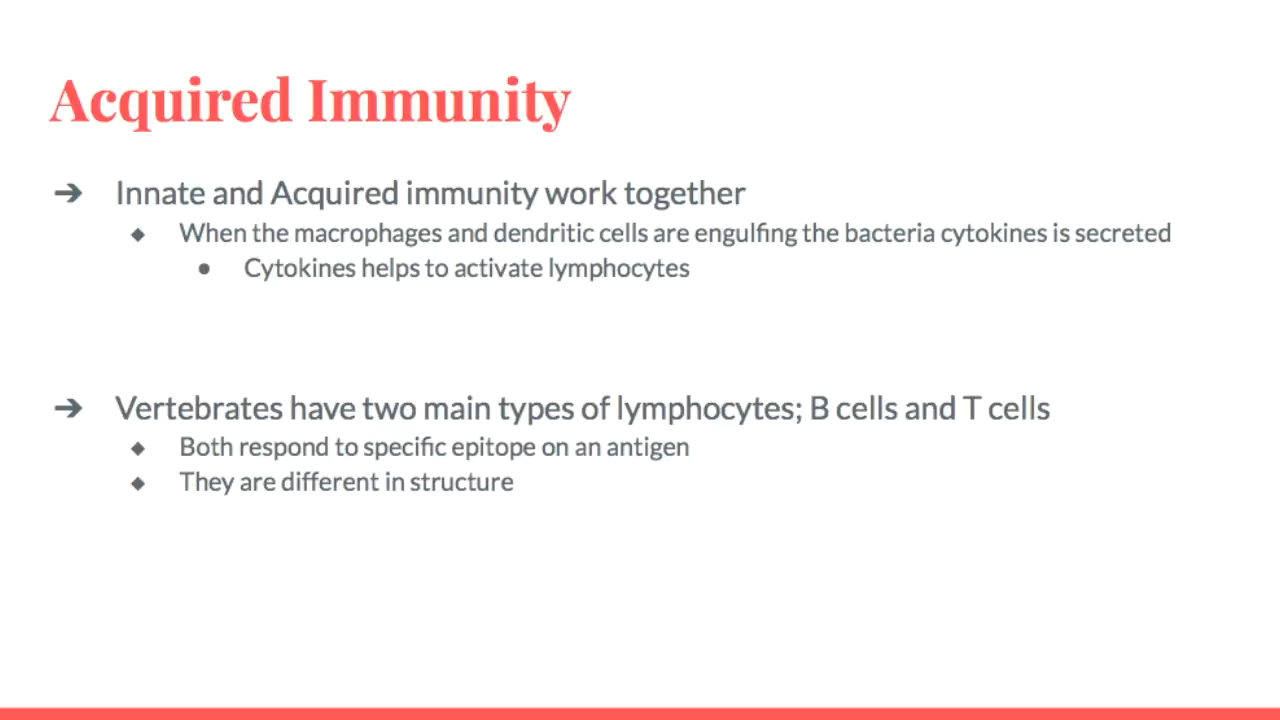 Acquired Immunity
➔ Innate and Acquired immunity work together
◆ When the macrophages and dendritic cells are engulfing the bacteria cytokines is secreted
● Cytokines helps to activate lymphocytes
➔ Vertebrates have two main types of lymphocytes; B cells and T cells
◆ Both respond to specific epitope on an antigen
◆ They are different in structure